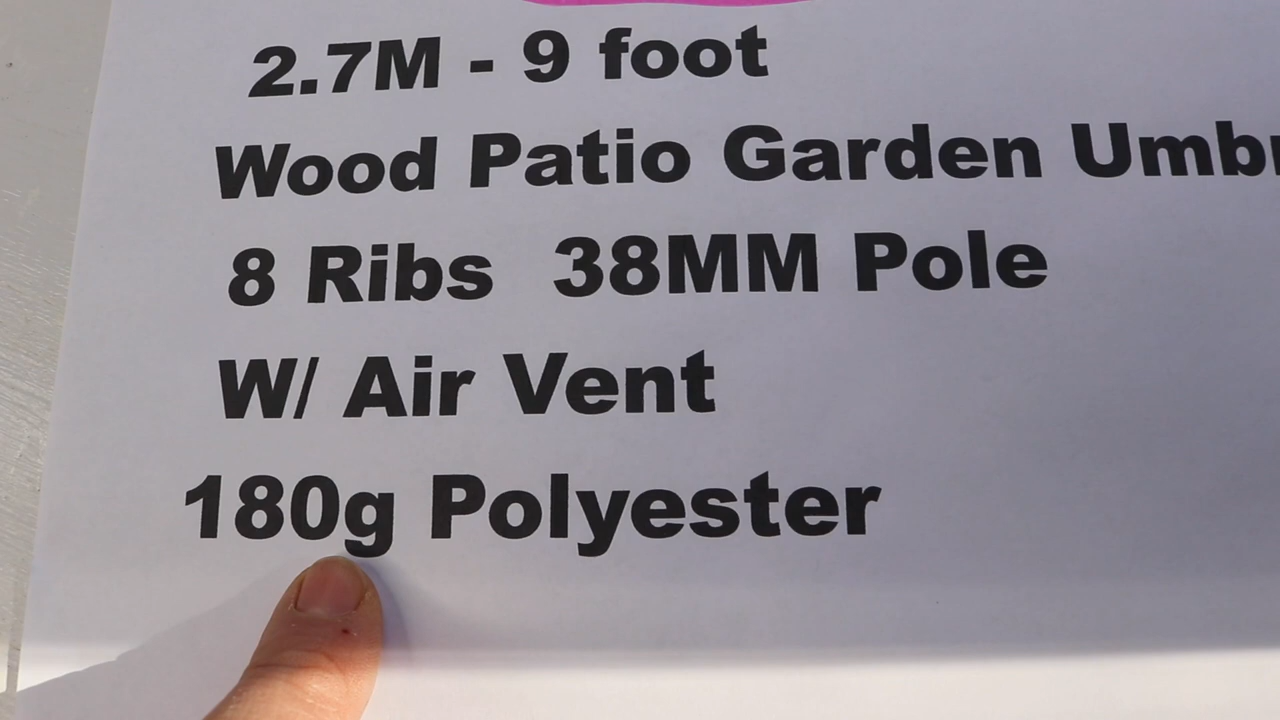 2.7M - 9 foot
Wood Patio Garden
8 Ribs 38MM Pole
W/ Air Vent
180g Polyester